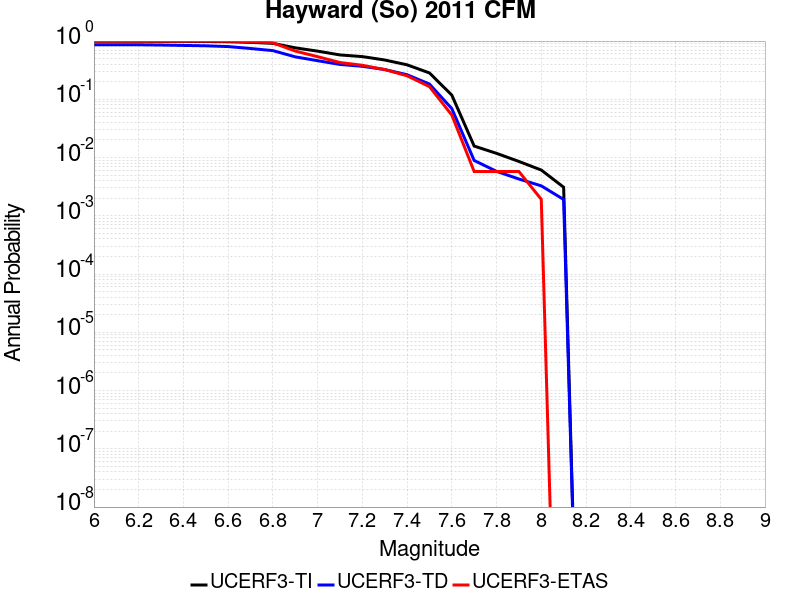 Hayward (So) 2011 CFM
10^0
10^-1
10^-2
10^-3
10^-4
10^-5
10^-6
10^-7
10^-8
Annual Probability
6 6.2 6.4 6.6 6.8 7 7.2 7.4 7.6 7.8 8 8.2 8.4 8.6 8.8 9
Magnitude
UCERF3-TI UCERF3-TD UCERF3-ETAS